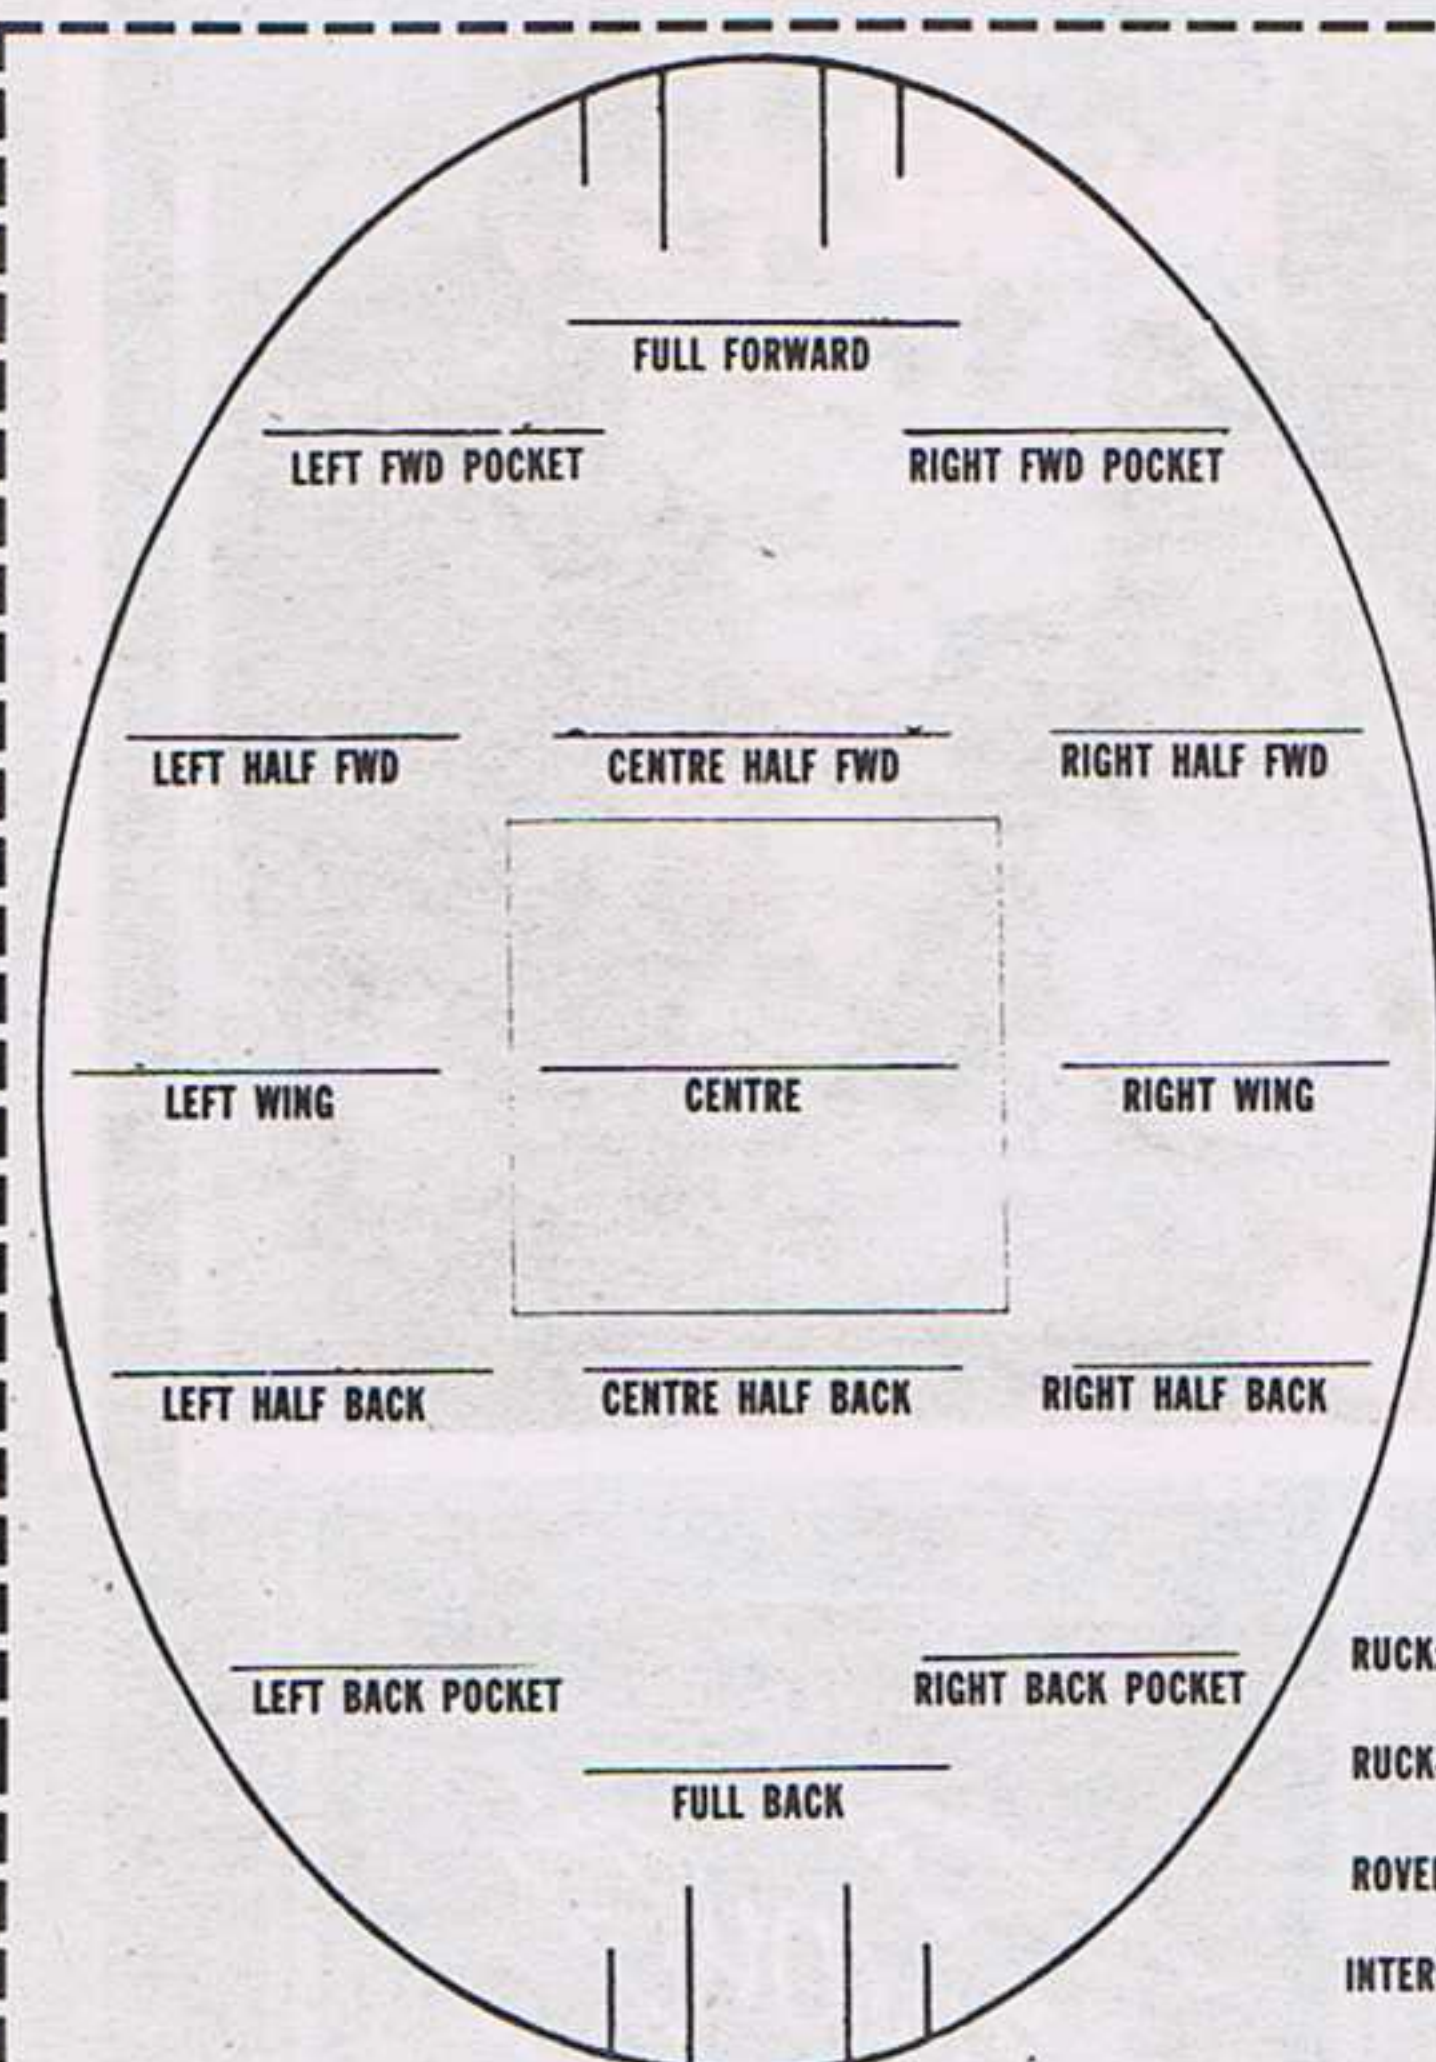 FULL FORWARD
LEFT FWD POCKET RIGHT FWD POCKET
LEFT HALF FWD CENTRE HALF FWD RIGHT HALF FWD
LEFT WING CENTRE RIGHT WING
LEFT HALF BACK CENTRE HALF BACK RIGHT HALF BACK
LEFT BACK POCKET RIGHT BACK POCKET
RUCK
FULL BACK
RUCK